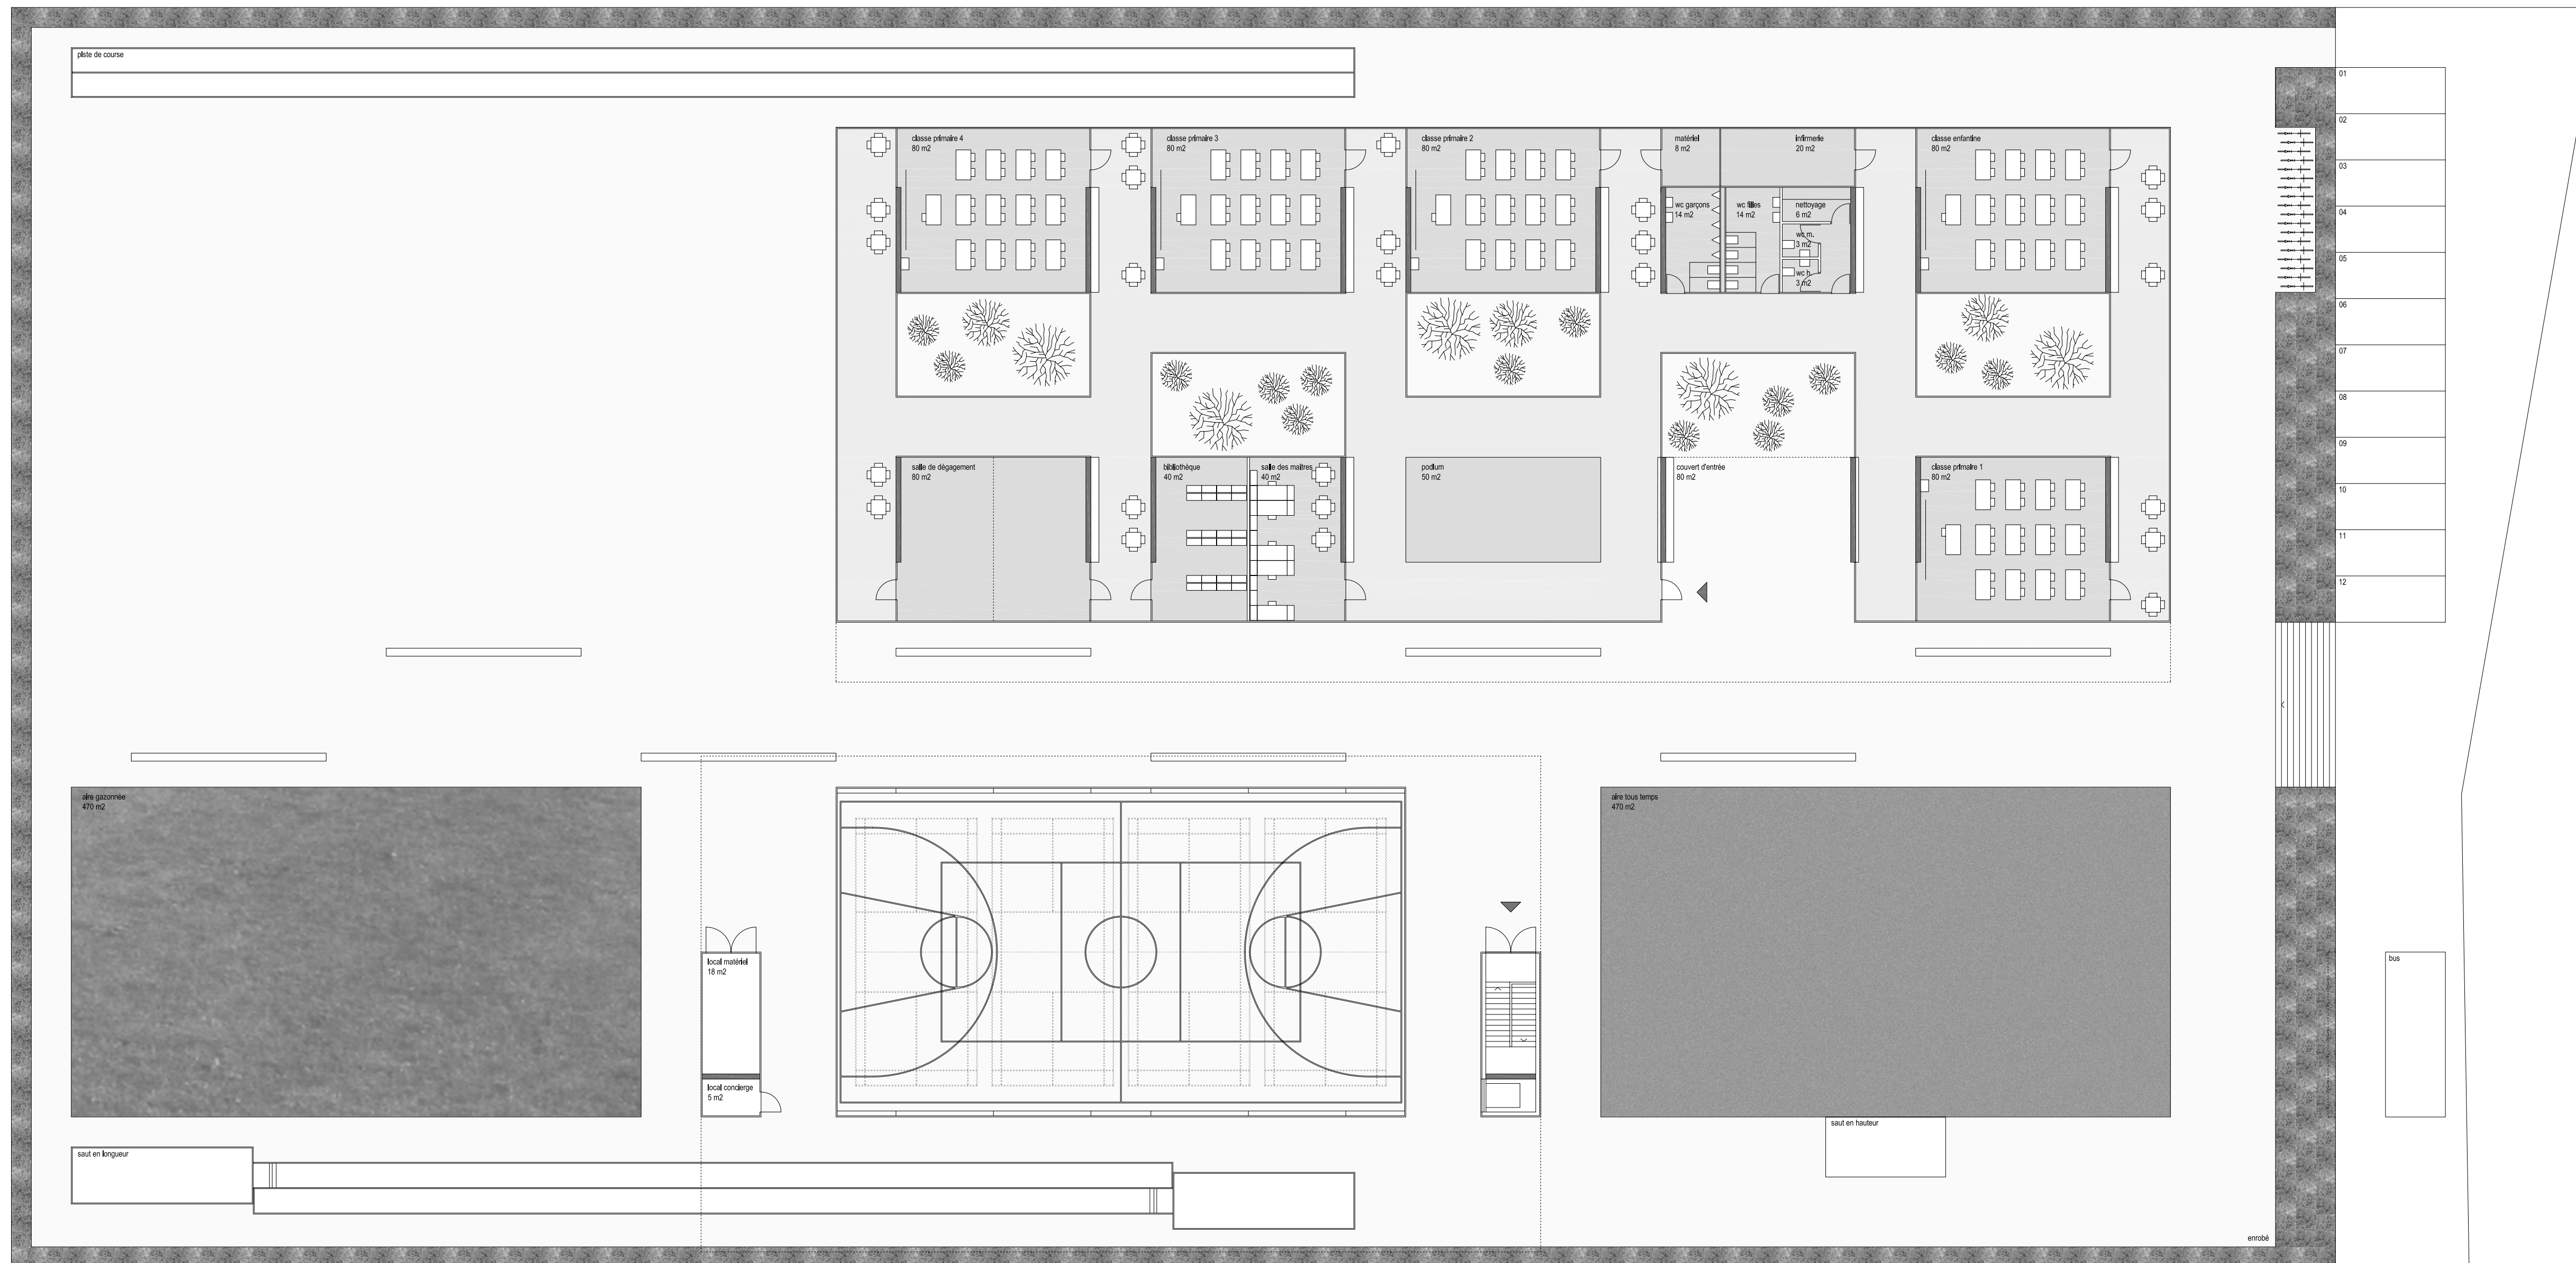 piste de course
01
02
03
04
05
06
07
08
09
10
11
12
classe primaire 4
80 m2
classe primaire 3
80 m2
classe primaire 2
80 m2
matériel
8 m2
infirmerie
20 m2
classe enfantine
80 m2
wc garçons
14 m2
wc filles
14 m2
nettoyage
6 m2
wc m.
3 m2
wc h.
3 m2
salle de dégagement
80 m2
bibliothèque
40 m2
salle des maîtres
40 m2
podium
50 m2
couvert d'entrée
80 m2
classe primaire 1
80 m2
aire gazonnée
470 m2
aire tous temps
470 m2
local matériel
18 m2
bus
local concierge
5 m2
saut en hauteur
saut en longueur
enrobé